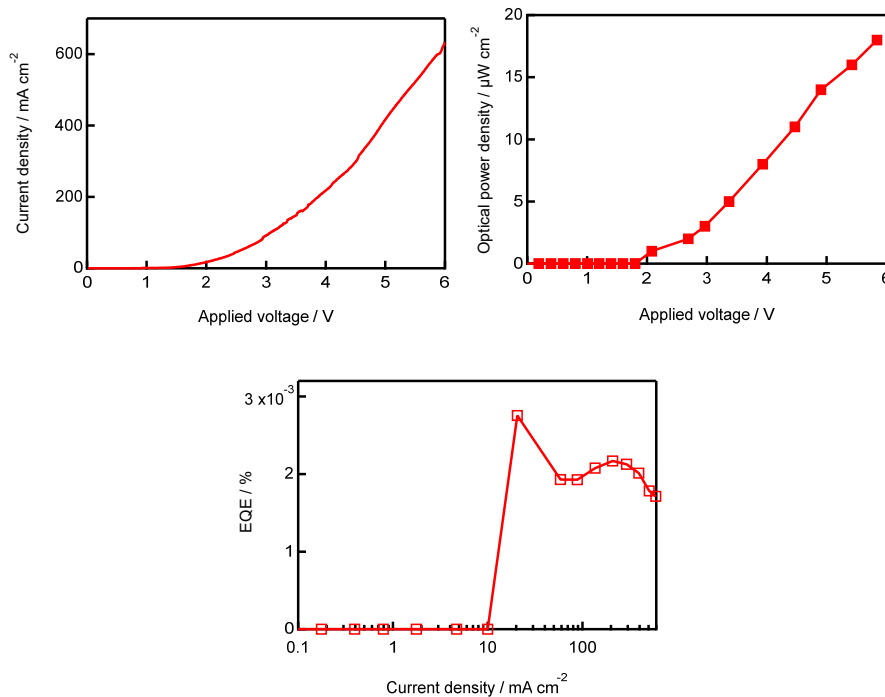 600
400
200
0
Current density / mA cm-2
0 1 2 3 4 5 6
Applied voltage / V
20
15
10
5
0
Optical power density / µW cm-2
0 1 2 3 4 5 6
Applied voltage / V
3 x10-3
2
1
0
EQE / %
0.1 1 10 100
Current density / mA cm-2